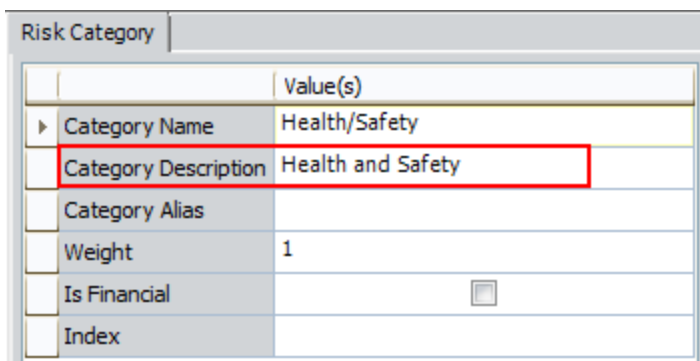 Risk Category
Value(s)
Category Name Health/Safety
Category Description Health and Safety
Category Alias
Weight 1
Is Financial
Index